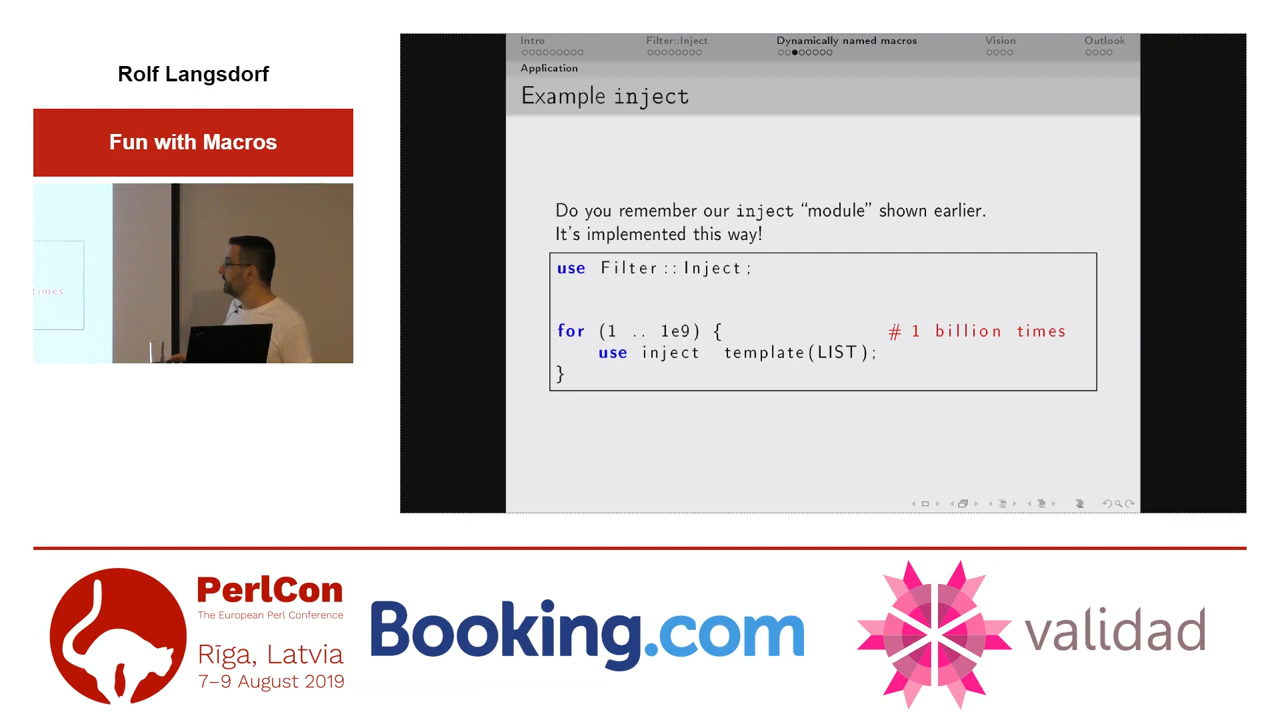 Rolf Langsdorf
Fun with Macros
times
Intro
Filter::Inject
Dynamically named macros
Vision
Outlook
Application
Example inject
Do you remember our inject “module” shown earlier.
It's implemented this way!
use Filter::Inject;
for (1 .. 1e9) { # 1 billion times
use inject template(LIST);
}
PerlCon
The European Perl Conference
Rīga, Latvia
7–9 August 2019
Booking.com
validad